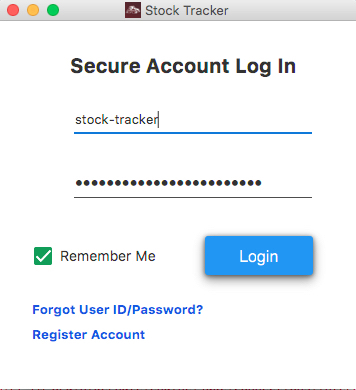 Stock Tracker
Secure Account Log In
stock-tracker
••••••••••••••••••••••••
Remember Me
Login
Forgot User ID/Password?
Register Account